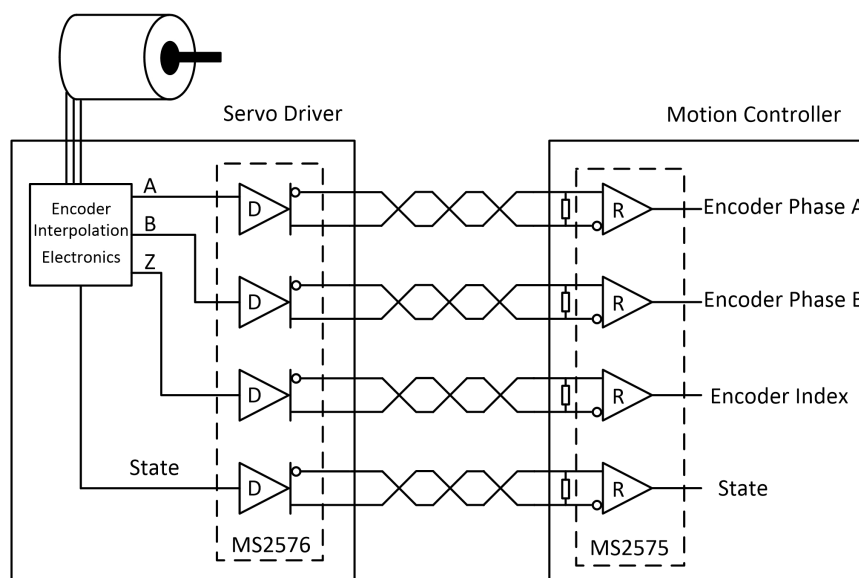 Servo Driver
Motion Controller
Encoder
Interpolation
Electronics
A
B
Z
D
R
Encoder Phase A
D
R
Encoder Phase B
D
R
Encoder Index
State
D
R
State
MS2576
MS2575